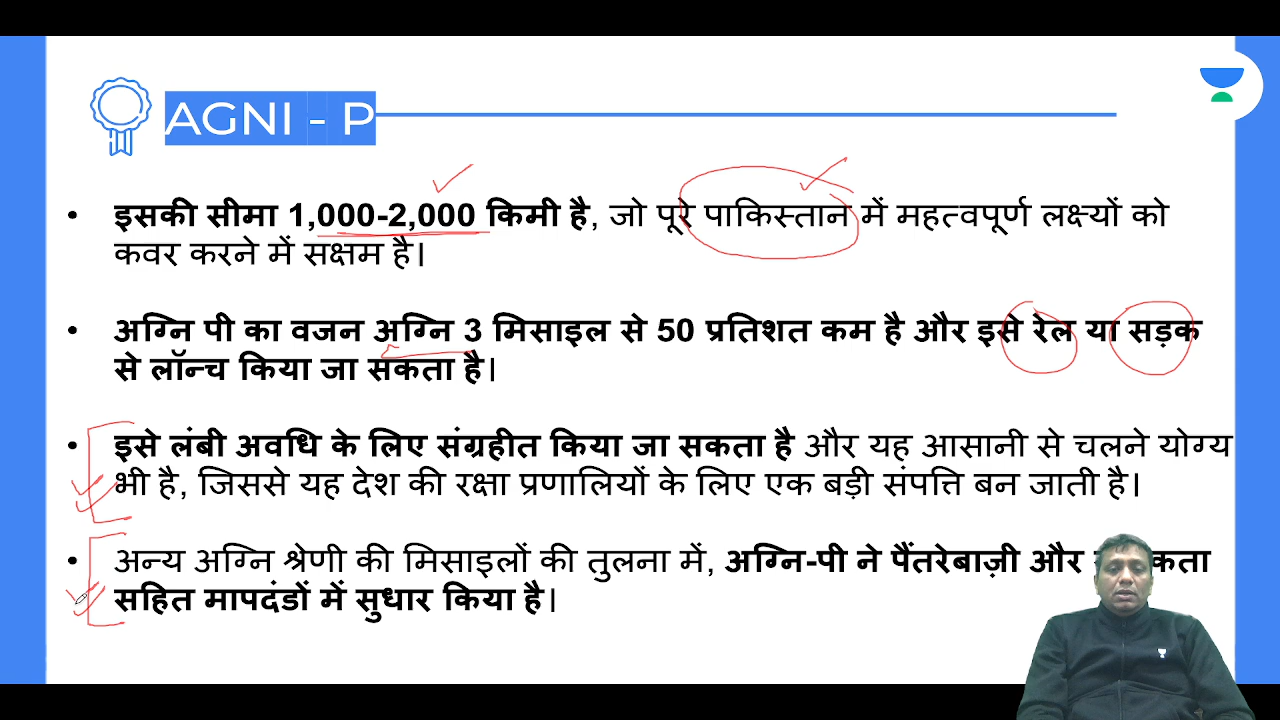 AGNI - P
• इसकी सीमा 1,000-2,000 किमी है, जो पूरे पाकिस्तान में महत्वपूर्ण लक्ष्यों को
कवर करने में सक्षम है।
• अग्नि पी का वजन अग्नि 3 मिसाइल से 50 प्रतिशत कम है और इसे रेल या सड़क
से लॉन्च किया जा सकता है।
• इसे लंबी अवधि के लिए संग्रहीत किया जा सकता है और यह आसानी से चलने योग्य
भी है, जिससे यह देश की रक्षा प्रणालियों के लिए एक बड़ी संपत्ति बन जाती है।
• अन्य अग्नि श्रेणी की मिसाइलों की तुलना में, अग्नि-पी ने पैंतरेबाज़ी और
सहित मापदंडों में सुधार किया है।